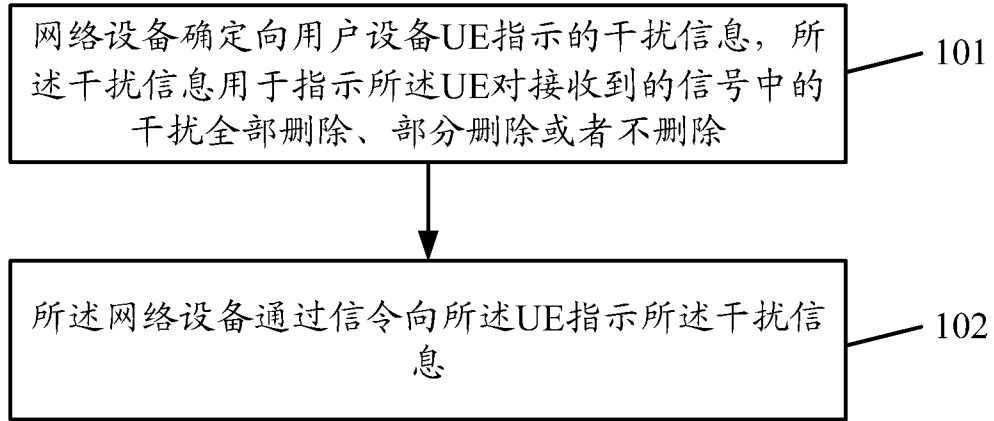 网络设备确定向用户设备UE指示的干扰信息，所
述干扰信息用于指示所述UE对接收到的信号中的
干扰全部删除、部分删除或者不删除
101
所述网络设备通过信令向所述UE指示所述干扰信
息
102